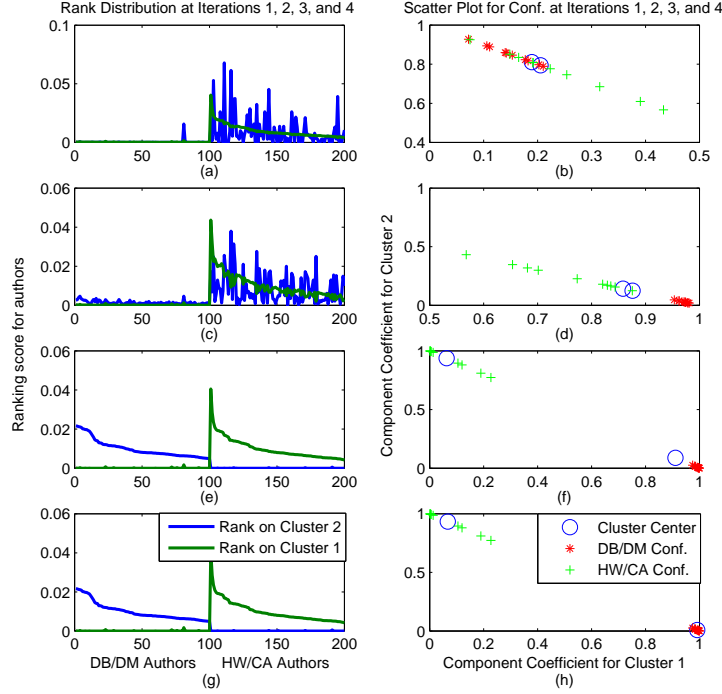 Rank Distribution at Iterations 1, 2, 3, and 4
0.1
0.05
0
0 50 100 150 200
(a)
0.06
0.04
0.02
0
0 50 100 150 200
(c)
0.06
0.04
0.02
0
0 50 100 150 200
(e)
0.06
0.04
0.02
0
0 50 100 150 200
Rank on Cluster 2
Rank on Cluster 1
DB/DM Authors HW/CA Authors
(g)
Ranking score for authors
Scatter Plot for Conf. at Iterations 1, 2, 3, and 4
1
0.8
0.6
0.4
0 0.1 0.2 0.3 0.4 0.5
(b)
1
0.5
0
0.5 0.6 0.7 0.8 0.9 1
(d)
1
0.5
0
0 0.2 0.4 0.6 0.8 1
(f)
1
0.5
0
0 0.2 0.4 0.6 0.8 1
Cluster Center
DB/DM Conf.
HW/CA Conf.
Component Coefficient for Cluster 1
(h)
Component Coefficient for Cluster 2